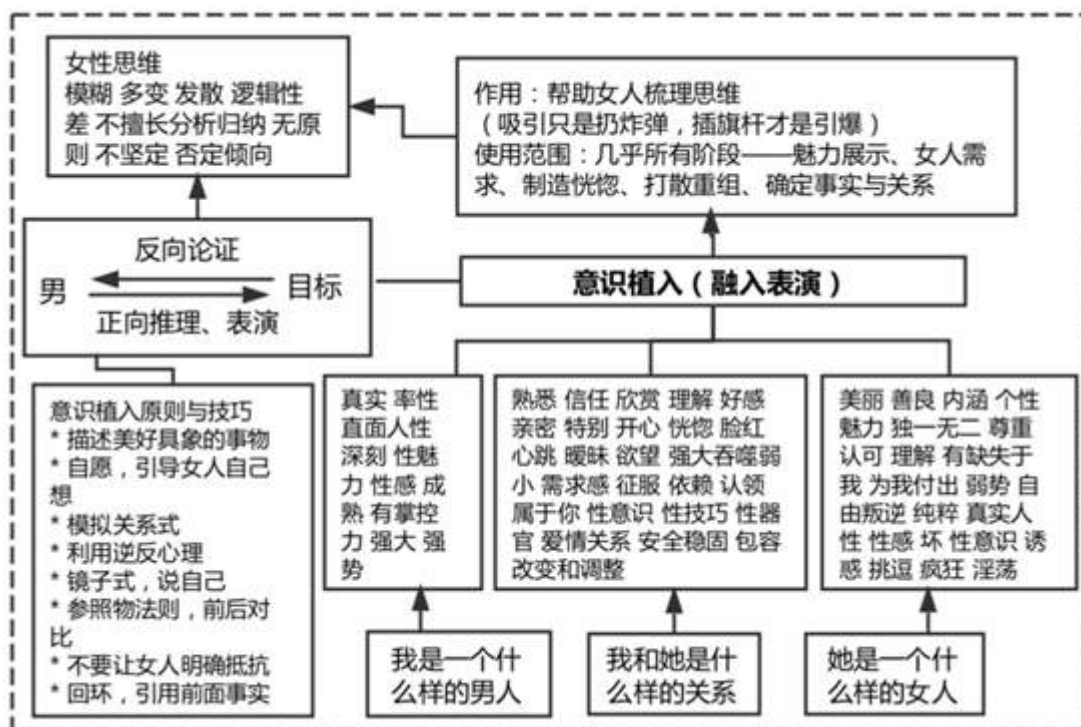 女性思维
模糊 多变 发散 逻辑性
差 不擅长分析归纳 无原
则 不坚定 否定倾向
作用：帮助女人梳理思维
（吸引只是扔炸弹，插旗杆才是引爆）
使用范围：几乎所有阶段——魅力展示、女人需
求、制造恍惚、打散重组、确定事实与关系
反向论证
男 目标
正向推理、表演
意识植入（融入表演）
意识植入原则与技巧
* 描述美好具象的事物
* 自愿，引导女人自己
想
* 模拟关系式
* 利用逆反心理
* 镜子式，说自己
* 参照物法则，前后对
比
* 不要让女人明确抵抗
* 回环，引用前面事实
真实 率性
直面人性
深刻 性魅
力 性感 成
熟 有掌控
力 强大 强
势
熟悉 信任 欣赏 理解 好感
亲密 特别 开心 恍惚 脸红
心跳 暧昧 欲望 强大吞噬弱
小 需求感 征服 依赖 认领
属于你 性意识 性技巧 性器
官 爱情关系 安全稳固 包容
改变和调整
美丽 善良 内涵 个性
魅力 独一无二 尊重
认可 理解 有缺失于
我 为我付出 弱势 自
由叛逆 纯粹 真实人
性 性感 坏 性意识 诱
惑 挑逗 疯狂 淫荡
我是一个什
么样的男人
我和她是什
么样的关系
她是一个什
么样的女人